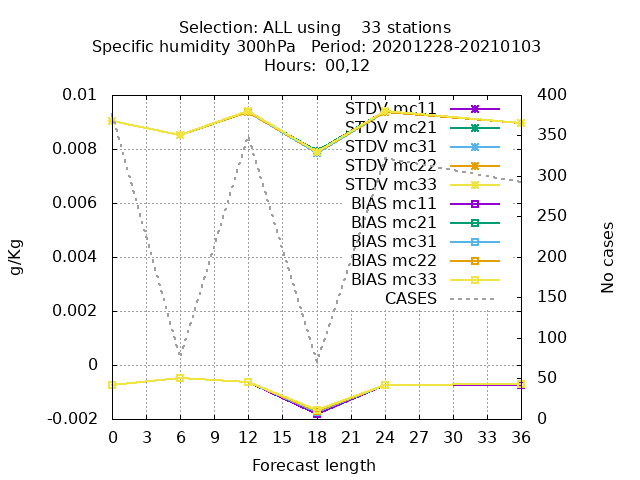 Selection: ALL using    33 stations
Specific humidity 300hPa   Period: 20201228-20210103
Hours: 00,12
0.01
0.008
0.006
0.004
0.002
0
-0.002
g/Kg
STDV mc11
STDV mc21
STDV mc31
STDV mc22
STDV mc33
BIAS mc11
BIAS mc21
BIAS mc31
BIAS mc22
BIAS mc33
CASES
400
350
300
250
200
150
100
50
0
No cases
0 3 6 9 12 15 18 21 24 27 30 33 36
Forecast length